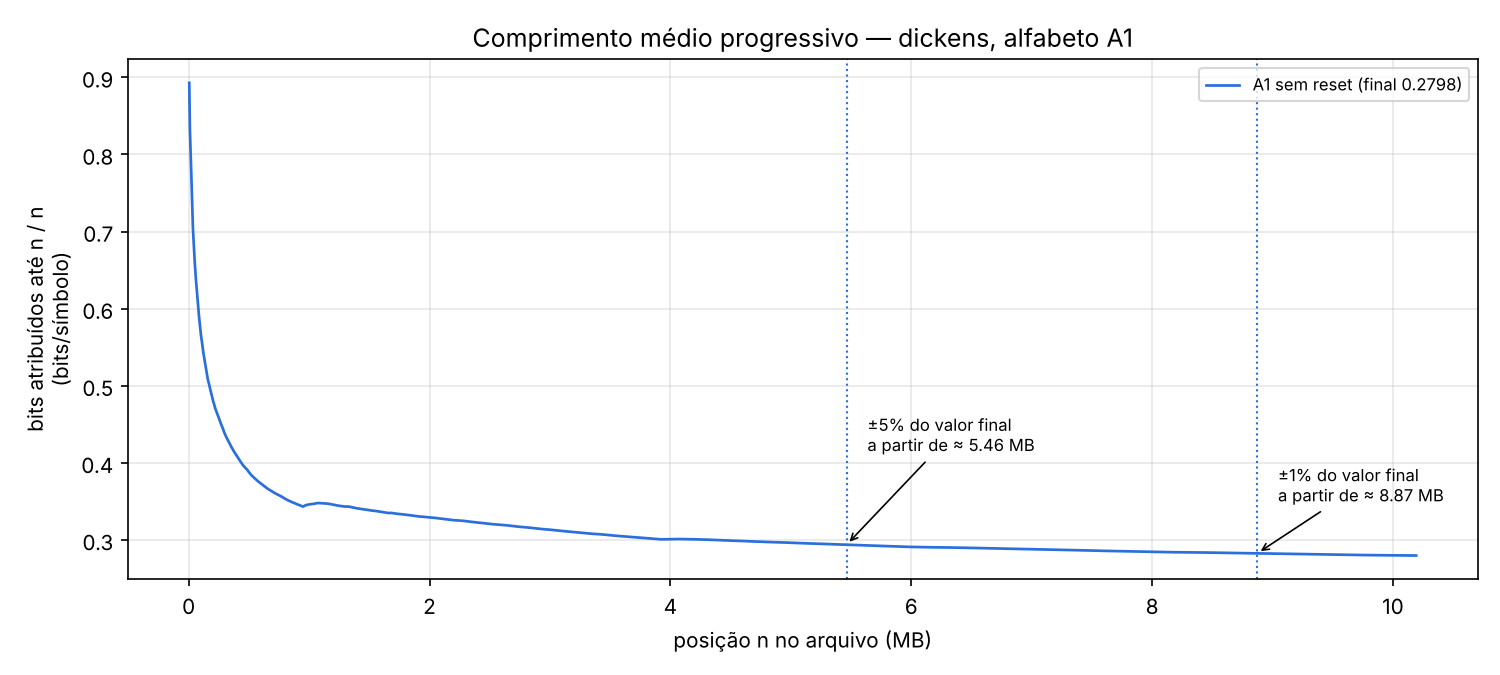 Comprimento médio progressivo — dickens, alfabeto A1
A1 sem reset (final 0.2798)
bits atribuídos até n / n
(bits/símbolo)
0.9
0.8
0.7
0.6
0.5
0.4
0.3
±5% do valor final
a partir de ≈ 5.46 MB
±1% do valor final
a partir de ≈ 8.87 MB
0 2 4 6 8 10
posição n no arquivo (MB)